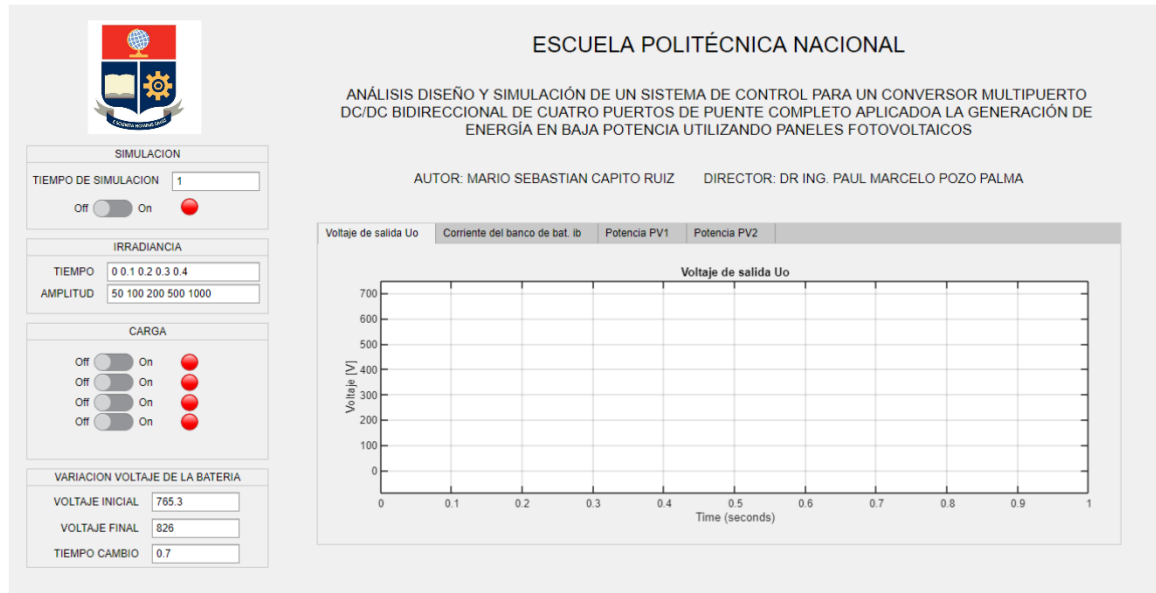 ESCUELA POLITÉCNICA NACIONAL
ANÁLISIS DISEÑO Y SIMULACIÓN DE UN SISTEMA DE CONTROL PARA UN CONVERSOR MULTIPUERTO
DC/DC BIDIRECCIONAL DE CUATRO PUERTOS DE PUENTE COMPLETO APLICADOA LA GENERACIÓN DE
ENERGÍA EN BAJA POTENCIA UTILIZANDO PANELES FOTOVOLTAICOS
AUTOR: MARIO SEBASTIAN CAPITO RUIZ DIRECTOR: DR ING. PAUL MARCELO POZO PALMA
SIMULACION
TIEMPO DE SIMULACION 1
Off On
IRRADIANCIA
TIEMPO 0 0.1 0.2 0.3 0.4
AMPLITUD 50 100 200 500 1000
CARGA
Off On
Off On
Off On
Off On
VARIACION VOLTAJE DE LA BATERIA
VOLTAJE INICIAL 765.3
VOLTAJE FINAL 826
TIEMPO CAMBIO 0.7
Voltaje de salida Uo Corriente del banco de bat. ib Potencia PV1 Potencia PV2
Voltaje de salida Uo
Voltaje [V]
700
600
500
400
300
200
100
0
0 0.1 0.2 0.3 0.4 0.5 0.6 0.7 0.8 0.9 1
Time (seconds)